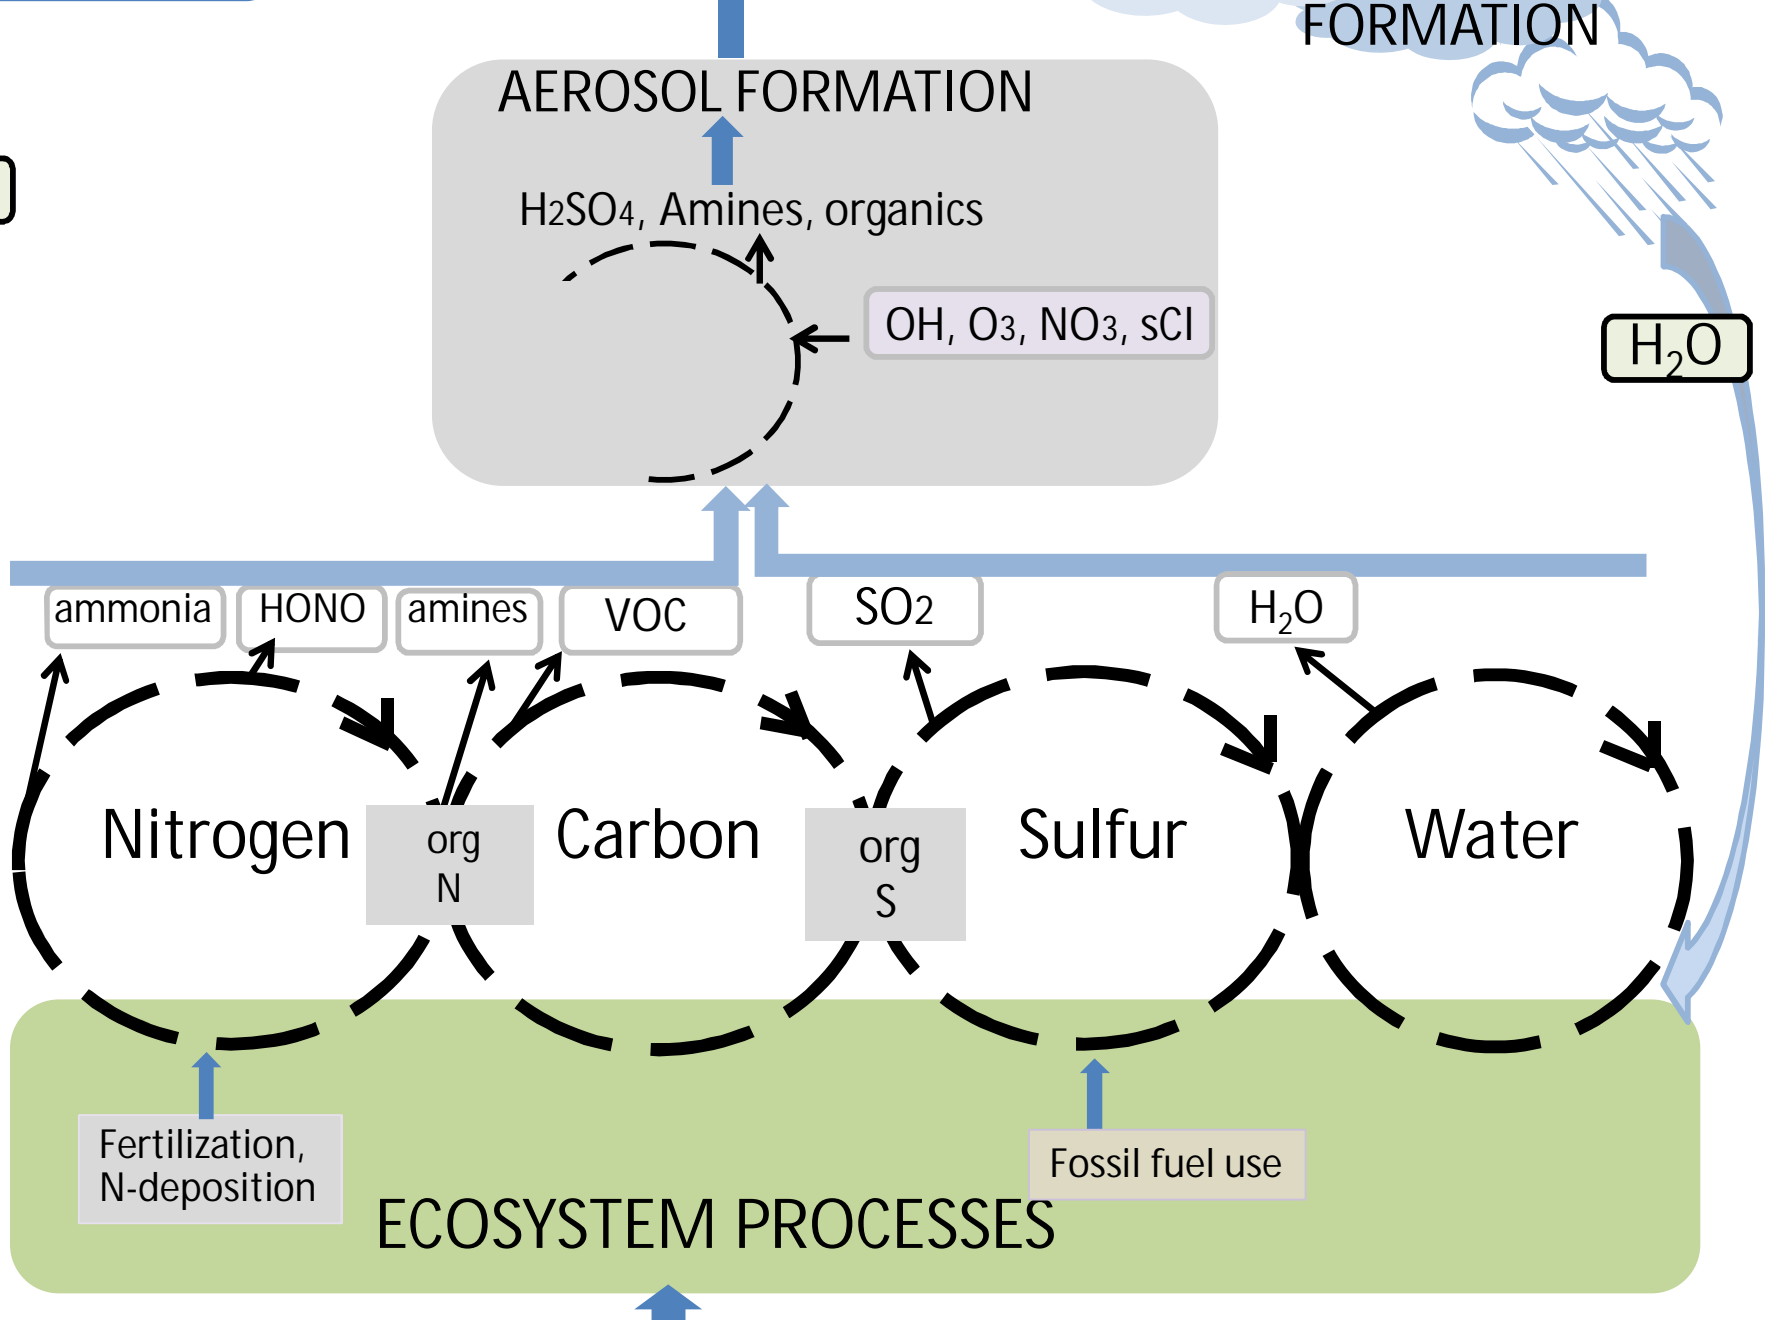 FORMATION
AEROSOL FORMATION
H2SO4, Amines, organics
OH, O3, NO3, sCl
H₂O
ammonia
HONO
amines
VOC
SO2
H₂O
Nitrogen
org
N
Carbon
org
S
Sulfur
Water
Fertilization,
N-deposition
Fossil fuel use
ECOSYSTEM PROCESSES